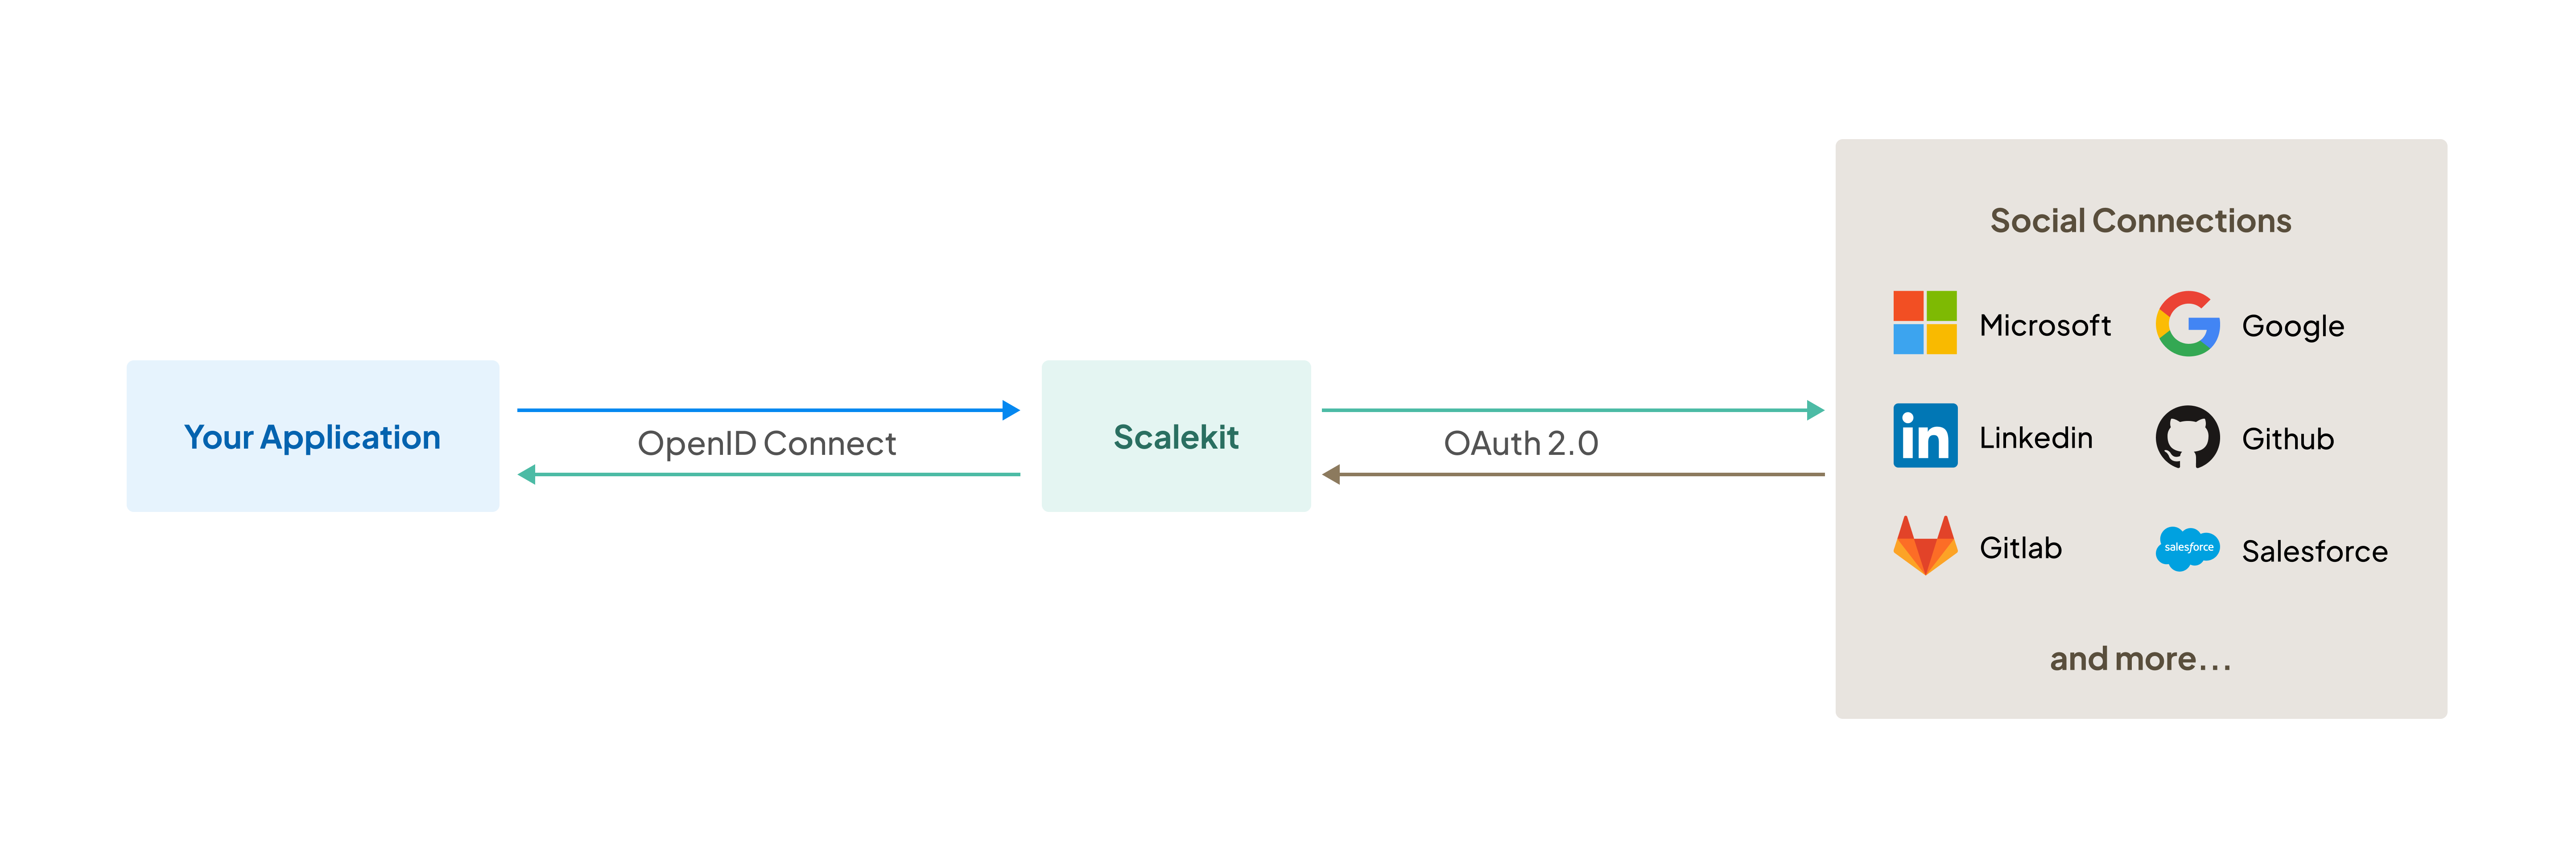 Social Connections
Microsoft
Google
Your Application
OpenID Connect
Scalekit
OAuth 2.0
in
Linkedin
Github
Gitlab
salesforce
Salesforce
and more...